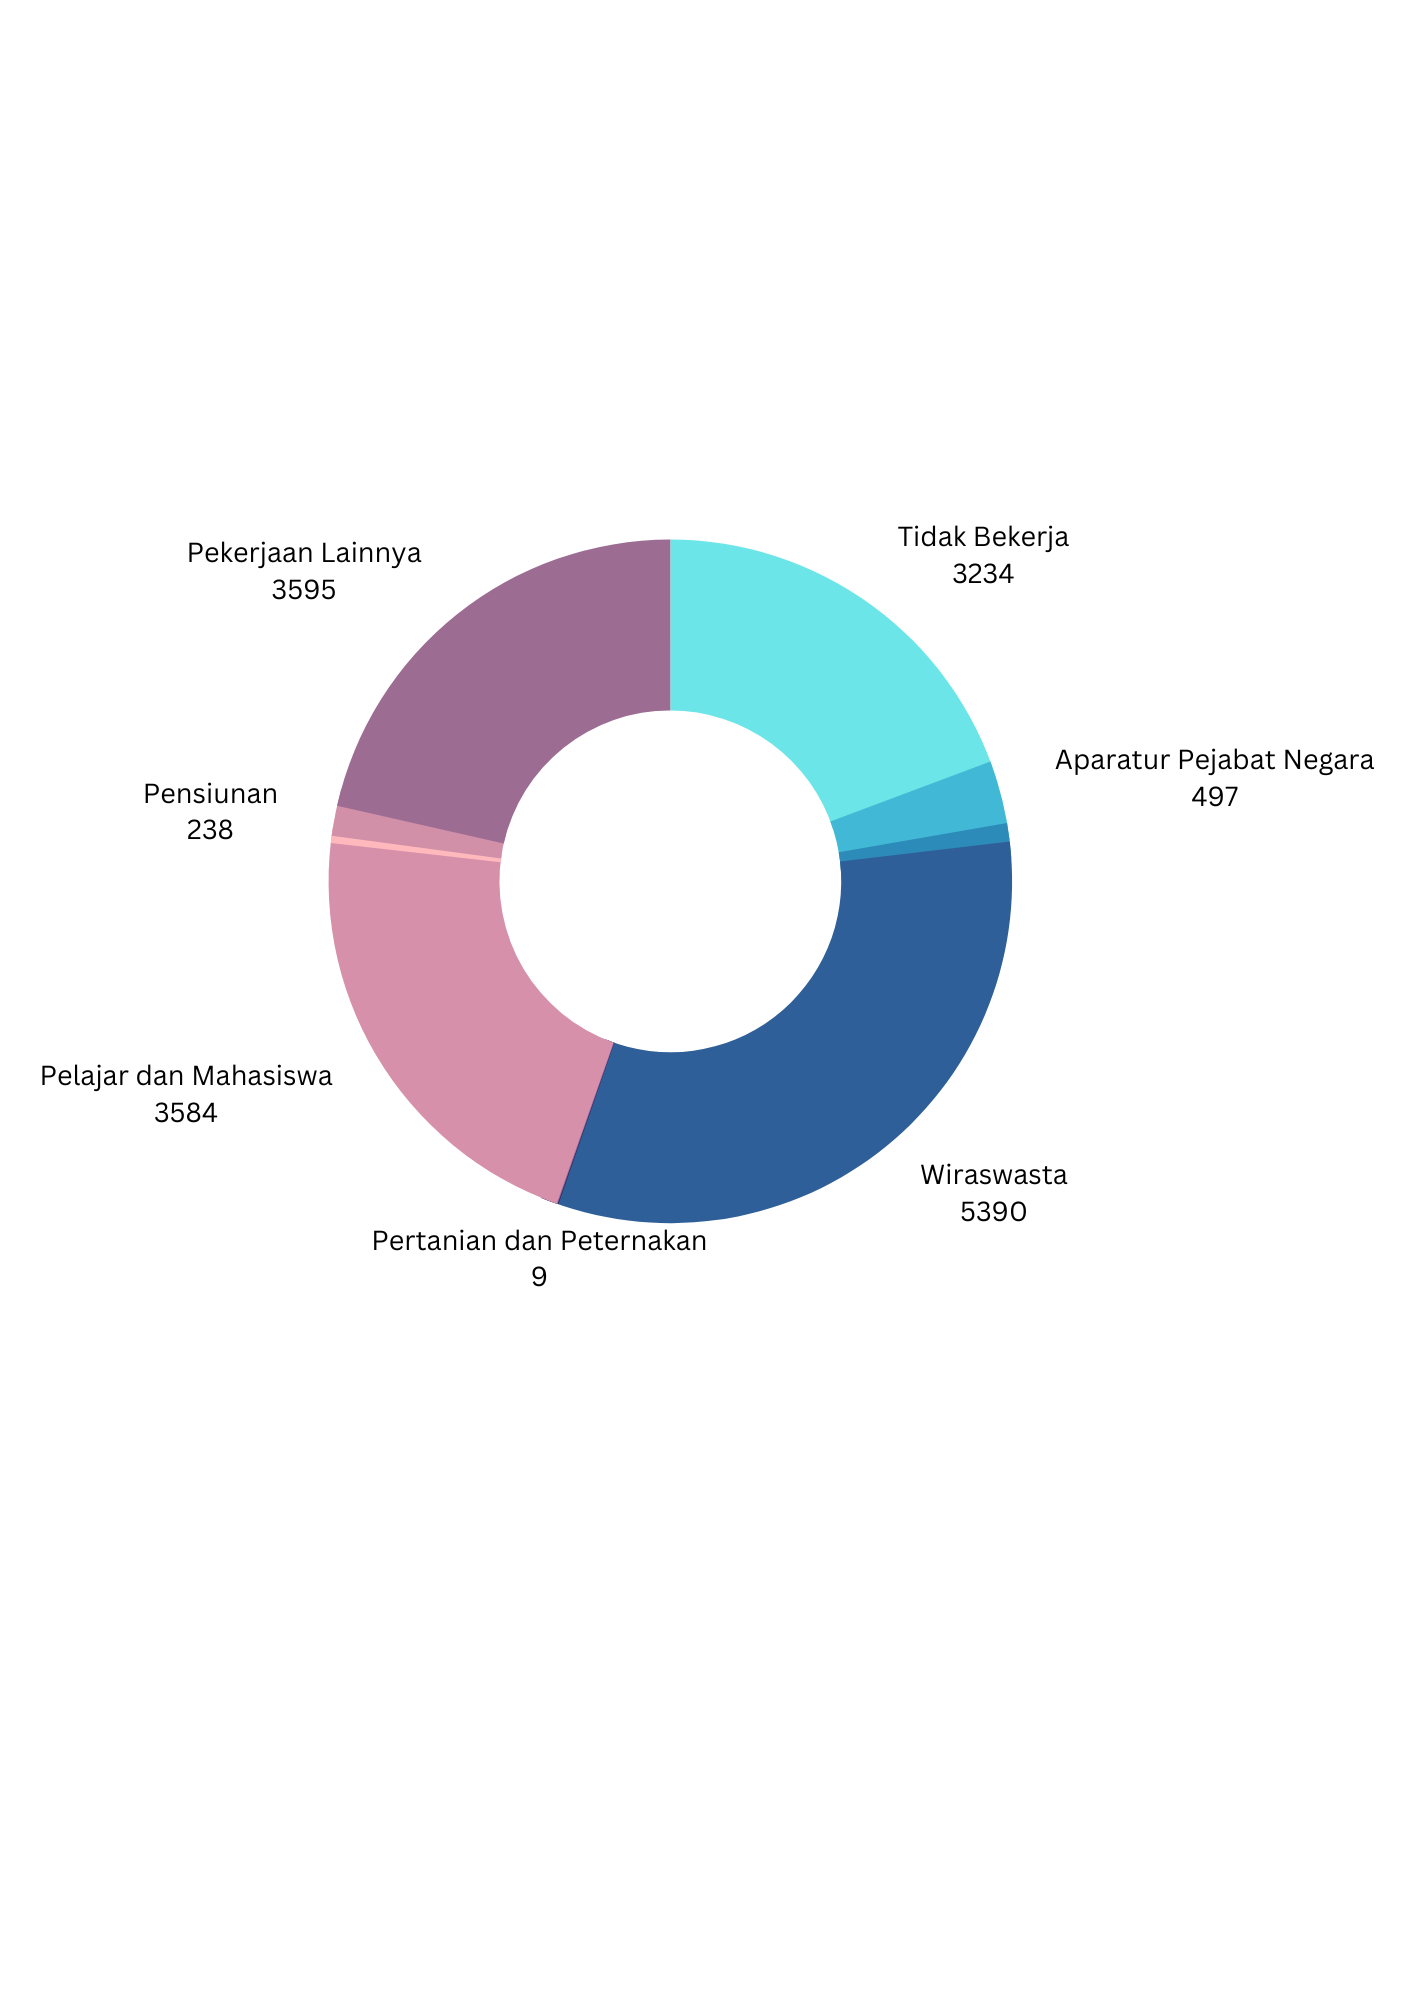 Tidak Bekerja
3234
Pekerjaan Lainnya
3595
Aparatur Pejabat Negara
497
Pensiunan
238
Pelajar dan Mahasiswa
3584
Wiraswasta
5390
Pertanian dan Peternakan
9